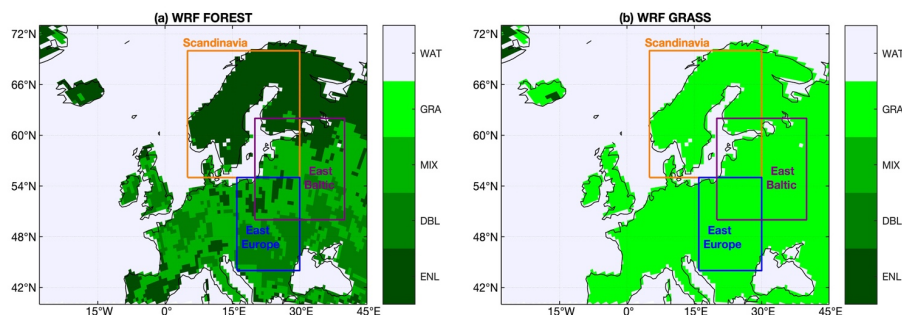 (a) WRF FOREST
72°N
66°N
60°N
54°N
48°N
42°N
15°W
0°
15°E
30°E
45°E
Scandinavia
East
Baltic
East
Europe
WAT
GRA
MIX
DBL
ENL
(b) WRF GRASS
72°N
66°N
60°N
54°N
48°N
42°N
15°W
0°
15°E
30°E
45°E
Scandinavia
East
Baltic
East
Europe
WAT
GRA
MIX
DBL
ENL